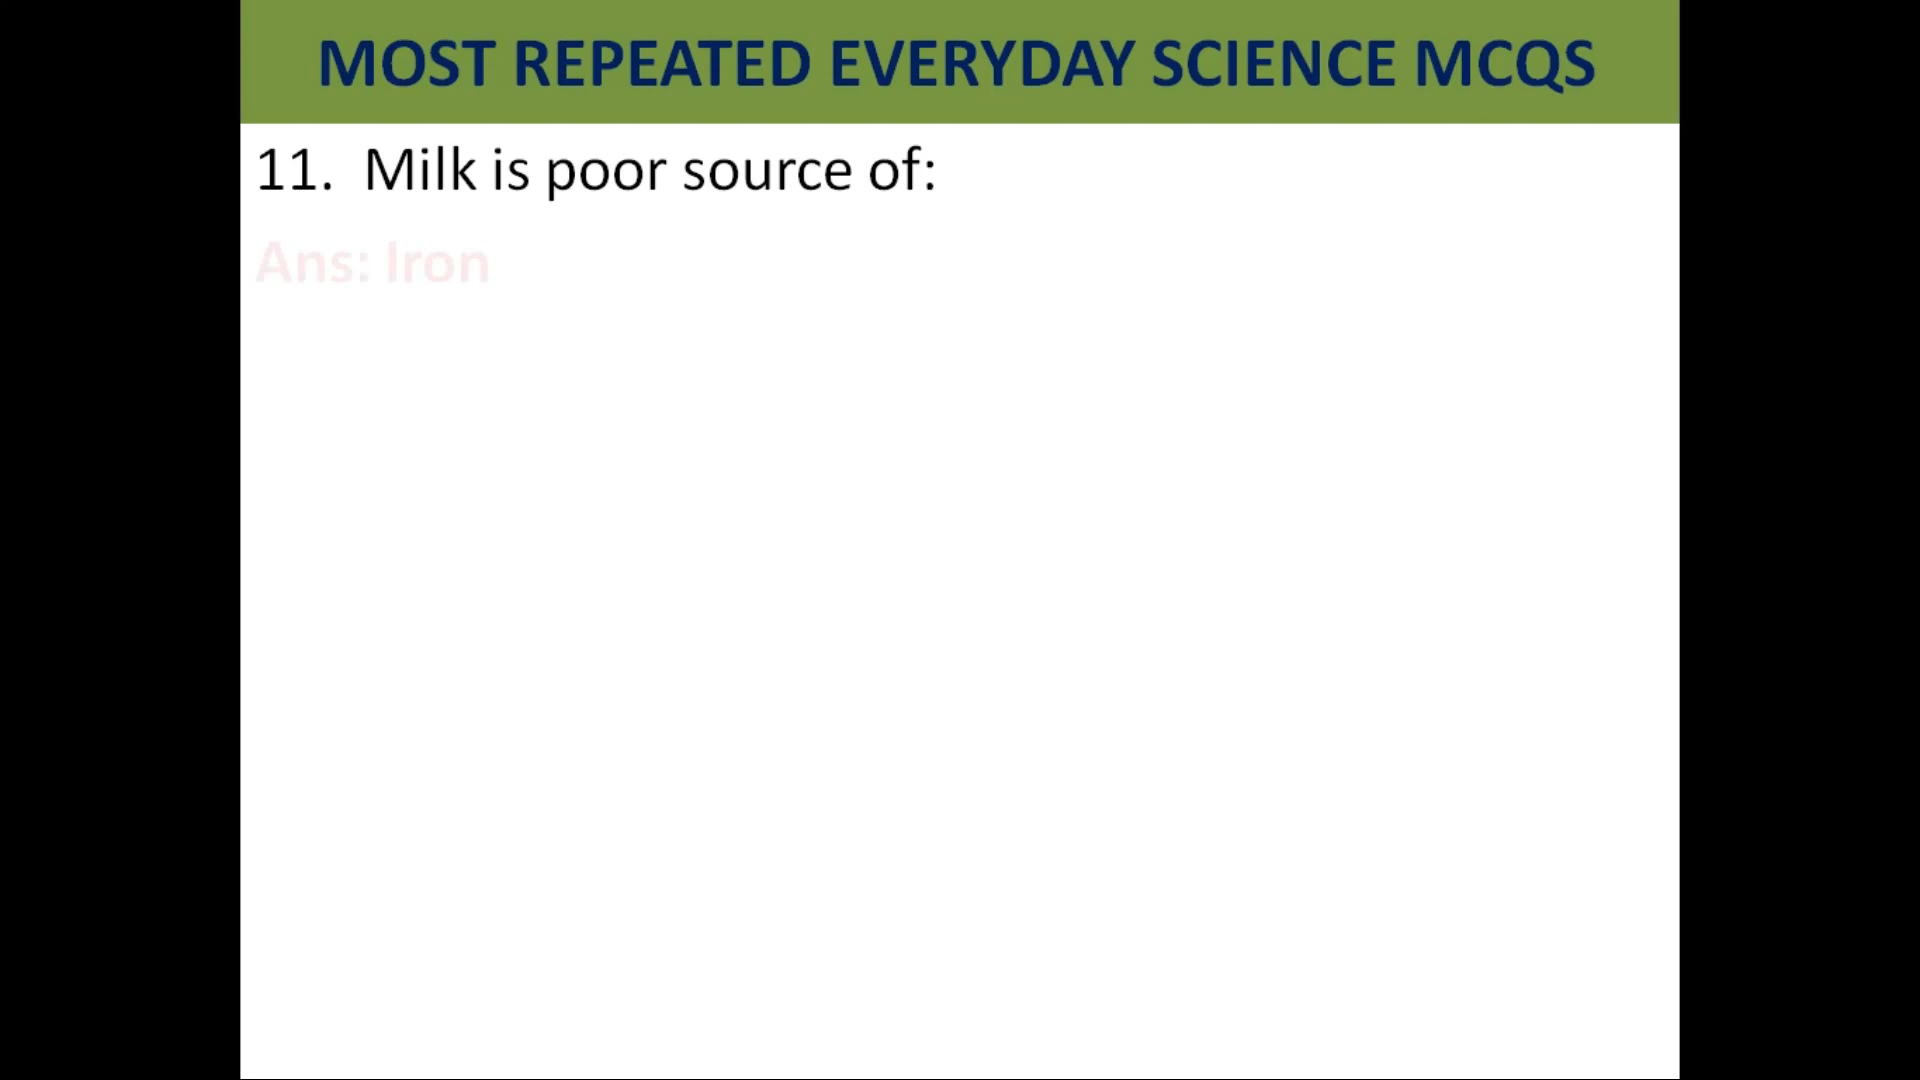 MOST REPEATED EVERYDAY SCIENCE MCQS
11. Milk is poor source of:
Ans: Iron